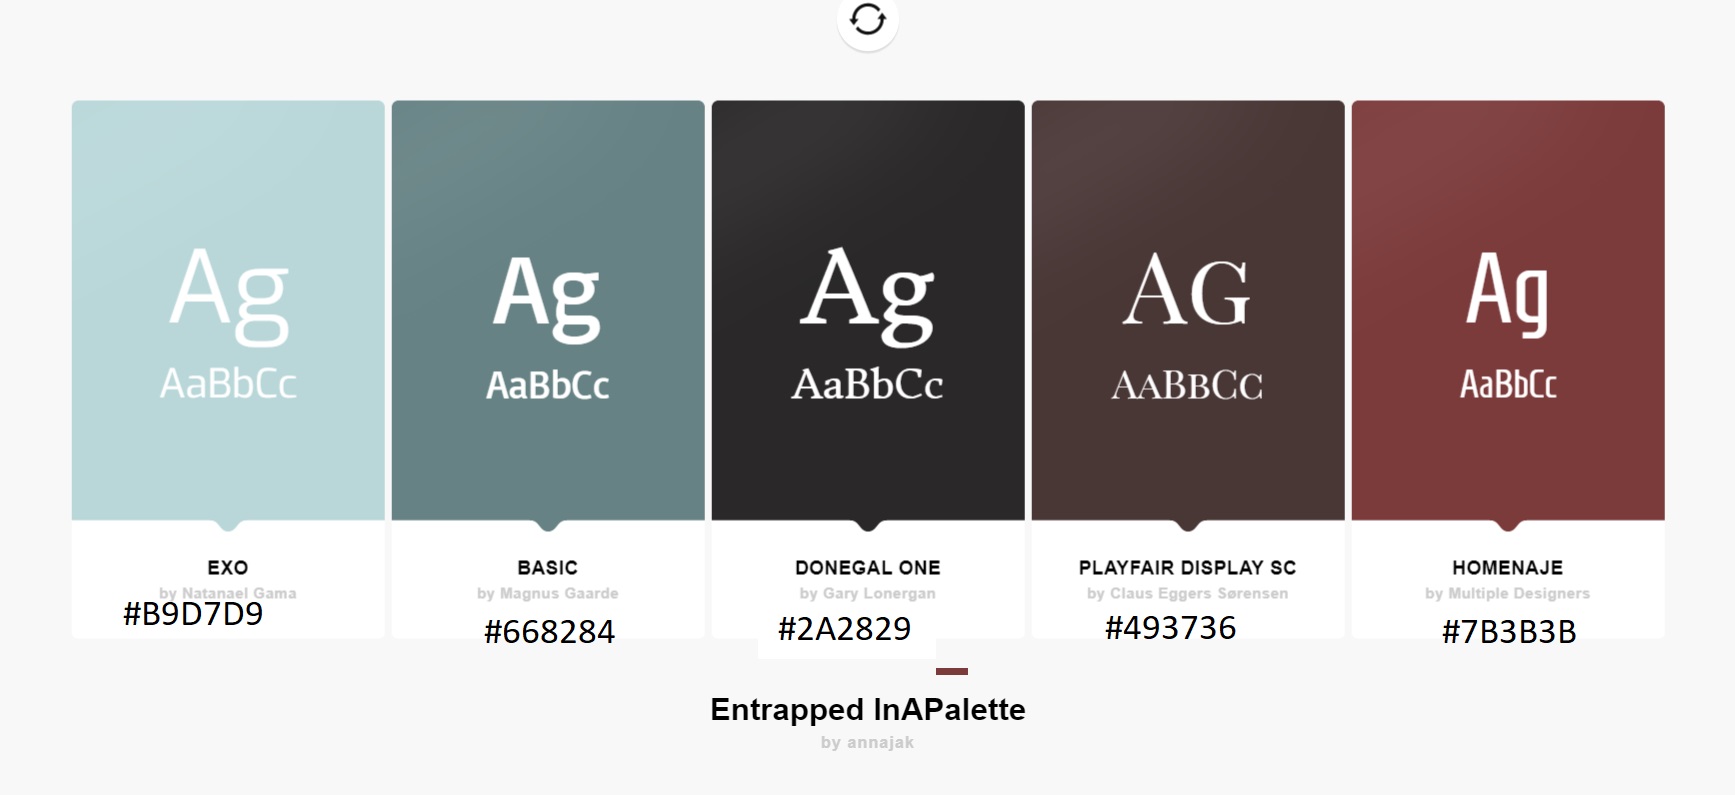 Ag
AaBbCc
EXO
by Natanael Gama
#B9D7D9
Ag
AaBbCc
BASIC
by Magnus Gaarde
#668284
Ag
AaBbCc
DONEGAL ONE
by Gary Lonergan
#2A2829
AG
AABBCC
PLAYFAIR DISPLAY SC
by Claus Eggers Sørensen
#493736
Ag
AaBbCc
HOMENAJE
by Multiple Designers
#7B3B3B
Entrapped InAPalette
by annajak